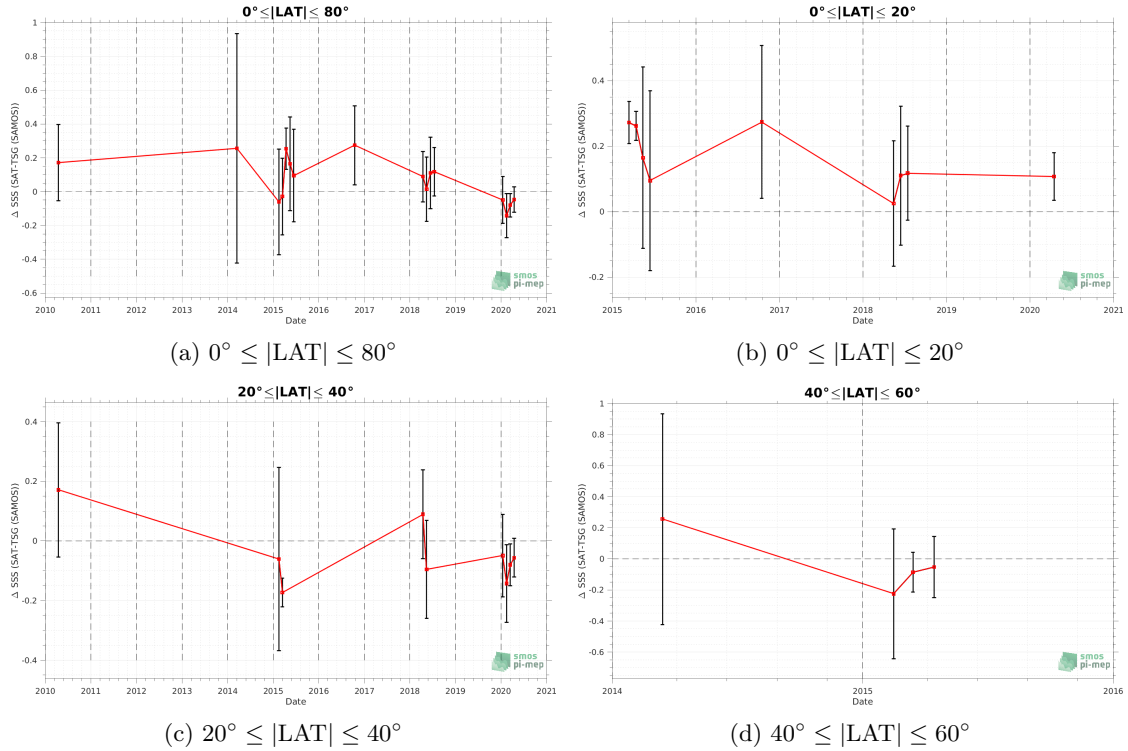 0°≤|LAT|≤ 80°
Δ SSS (SAT-TSG (SAMOS))
1
0.8
0.6
0.4
0.2
0
-0.2
-0.4
-0.6
2010 2011 2012 2013 2014 2015 2016 2017 2018 2019 2020 2021
Date
smos
pi-mep
(a) 0° ≤ |LAT| ≤ 80°
0°≤|LAT|≤ 20°
Δ SSS (SAT-TSG (SAMOS))
0.4
0.2
0
-0.2
2015 2016 2017 2018 2019 2020 2021
Date
smos
pi-mep
(b) 0° ≤ |LAT| ≤ 20°
20°≤|LAT|≤ 40°
Δ SSS (SAT-TSG (SAMOS))
0.4
0.2
0
-0.2
-0.4
2010 2011 2012 2013 2014 2015 2016 2017 2018 2019 2020 2021
Date
smos
pi-mep
(c) 20° ≤ |LAT| ≤ 40°
40°≤|LAT|≤ 60°
Δ SSS (SAT-TSG (SAMOS))
1
0.8
0.6
0.4
0.2
0
-0.2
-0.4
-0.6
2014 2015 2016
Date
smos
pi-mep
(d) 40° ≤ |LAT| ≤ 60°